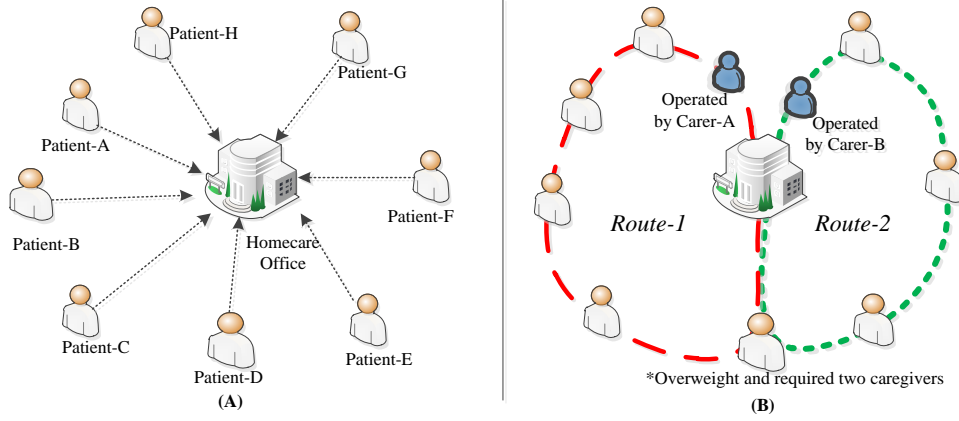 Patient-H
Patient-G
Patient-A
Patient-B
Patient-F
Homecare
Office
Patient-C
Patient-D
Patient-E
(A)
Operated
by Carer-A
Operated
by Carer-B
Route-1
Route-2
*Overweight and required two caregivers
(B)